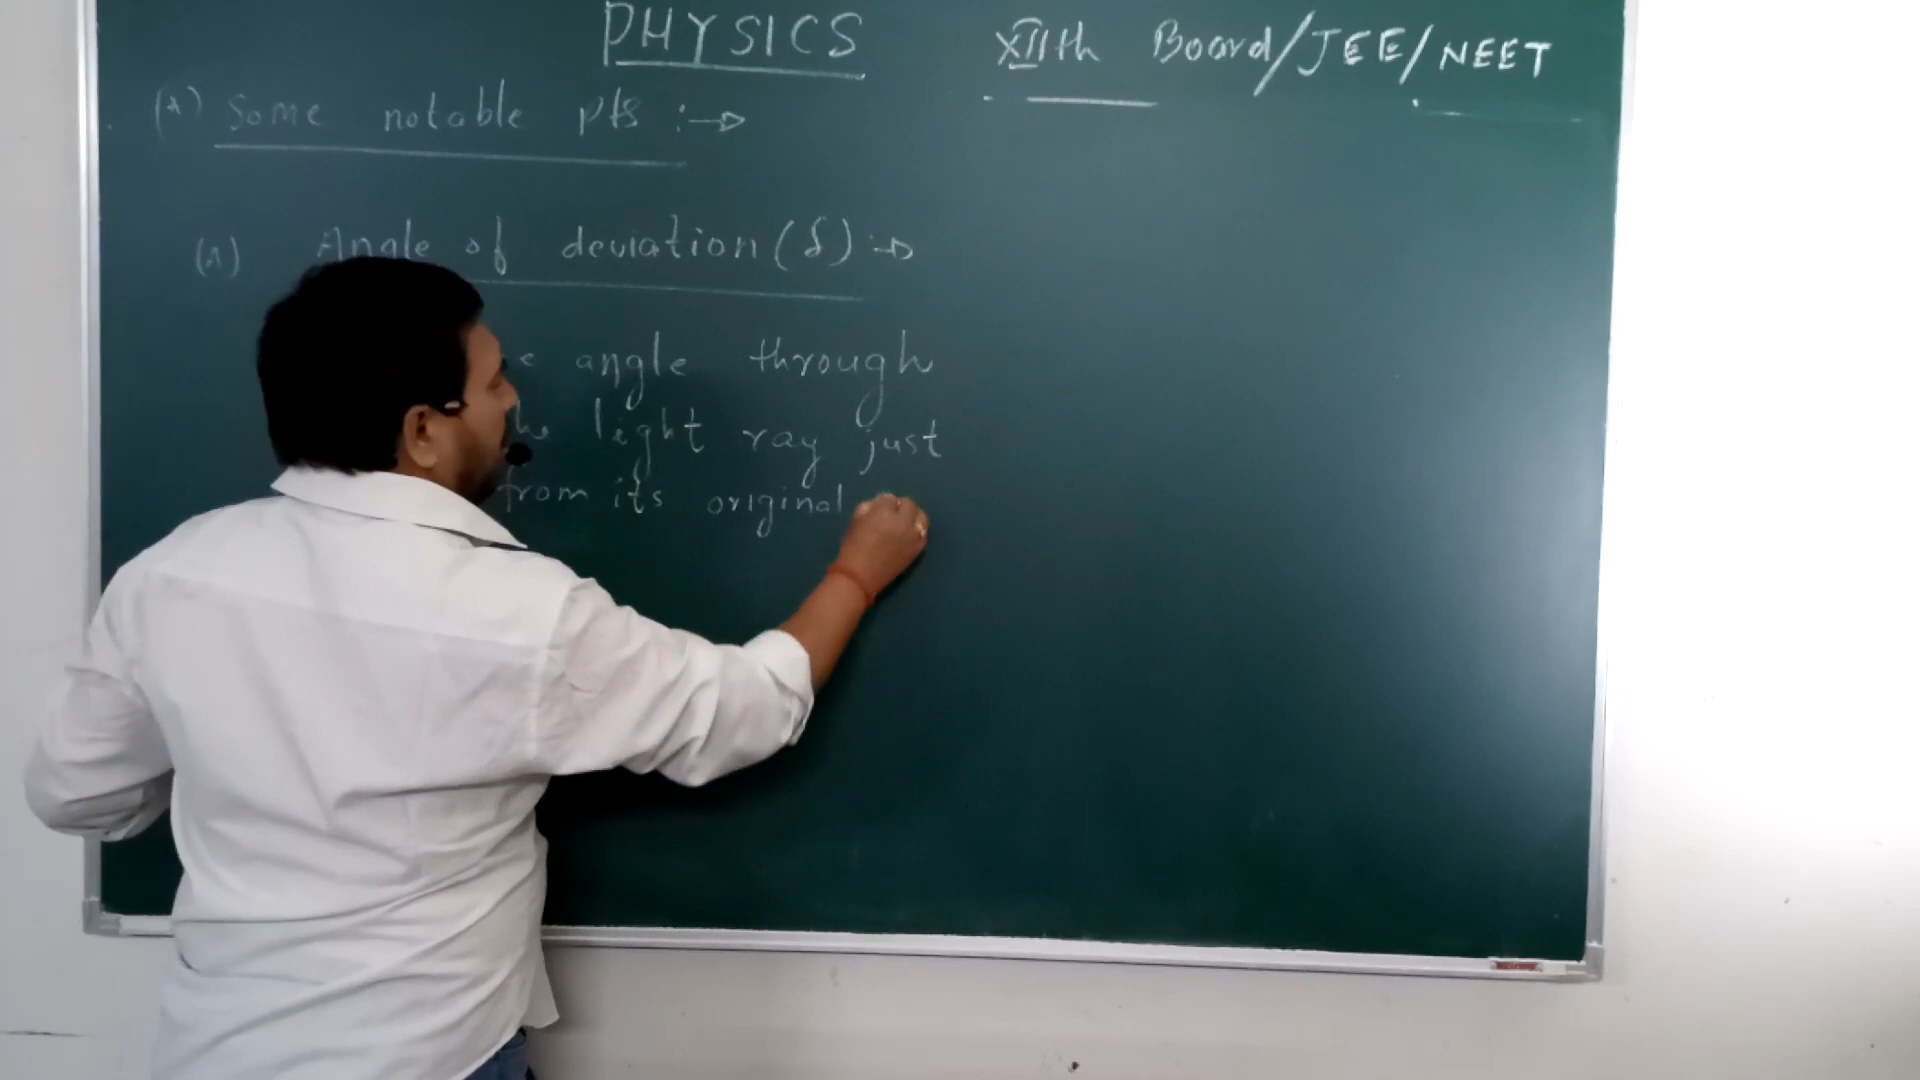 PHYSICS XIIth Board/JEE/NEET
(*) Some notable pts :→
(A) Angle of deviation (δ) :→
angle through
light ray just
from its original